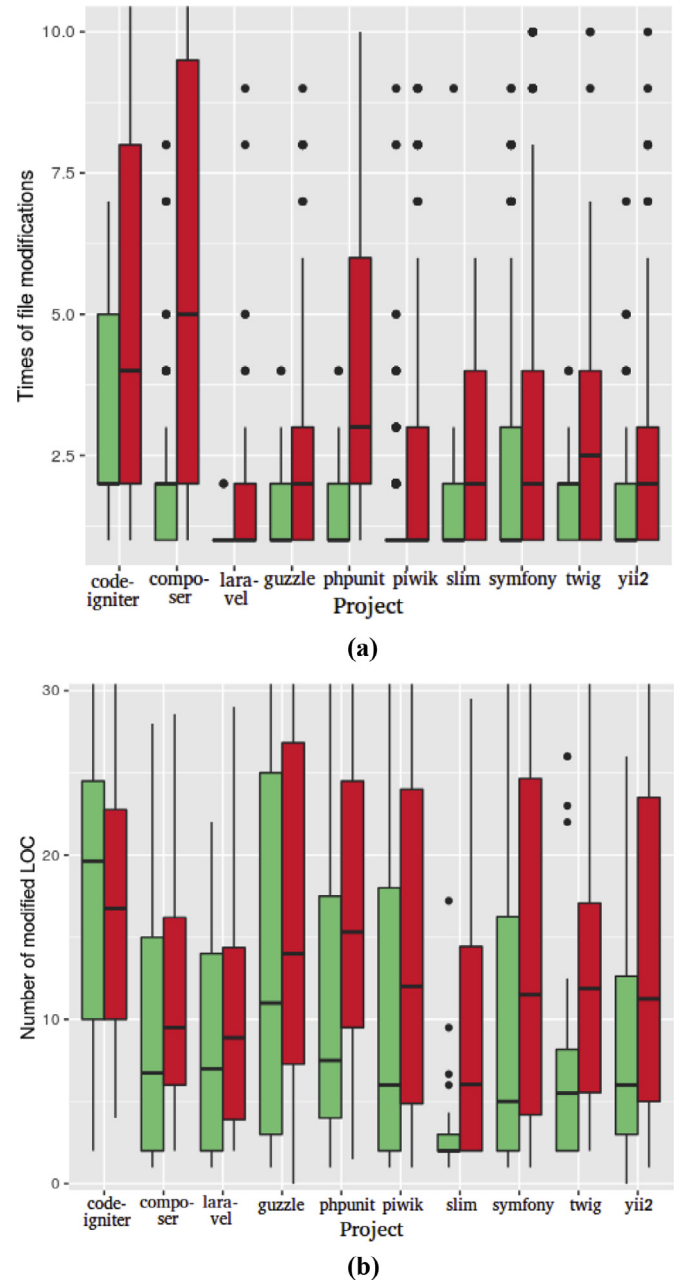 10.0
7.5
5.0
2.5
Times of file modifications
code-igniter
compo-ser
lara-vel
guzzle
phpunit
piwik
slim
symfony
twig
yii2
Project
(a)
30
20
10
0
Number of modified LOC
code-igniter
compo-ser
lara-vel
guzzle
phpunit
piwik
slim
symfony
twig
yii2
Project
(b)